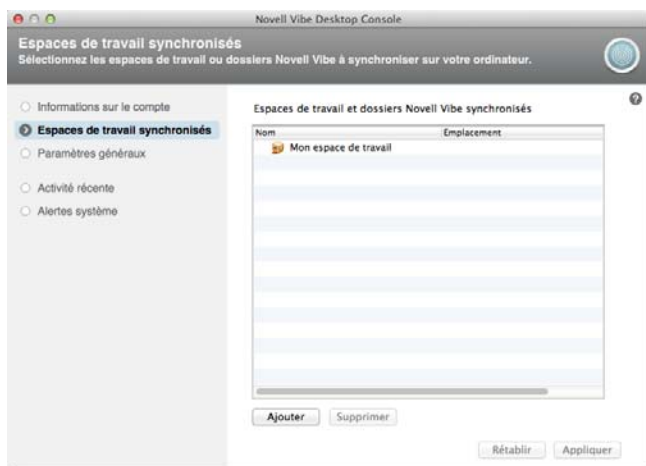 Novell Vibe Desktop Console
Espaces de travail synchronisés
Sélectionnez les espaces de travail ou dossiers Novell Vibe à synchroniser sur votre ordinateur.
Informations sur le compte
Espaces de travail synchronisés
Paramètres généraux
Activité récente
Alertes système
?
Espaces de travail et dossiers Novell Vibe synchronisés
Nom Emplacement
Mon espace de travail
Ajouter Supprimer
Rétablir Appliquer